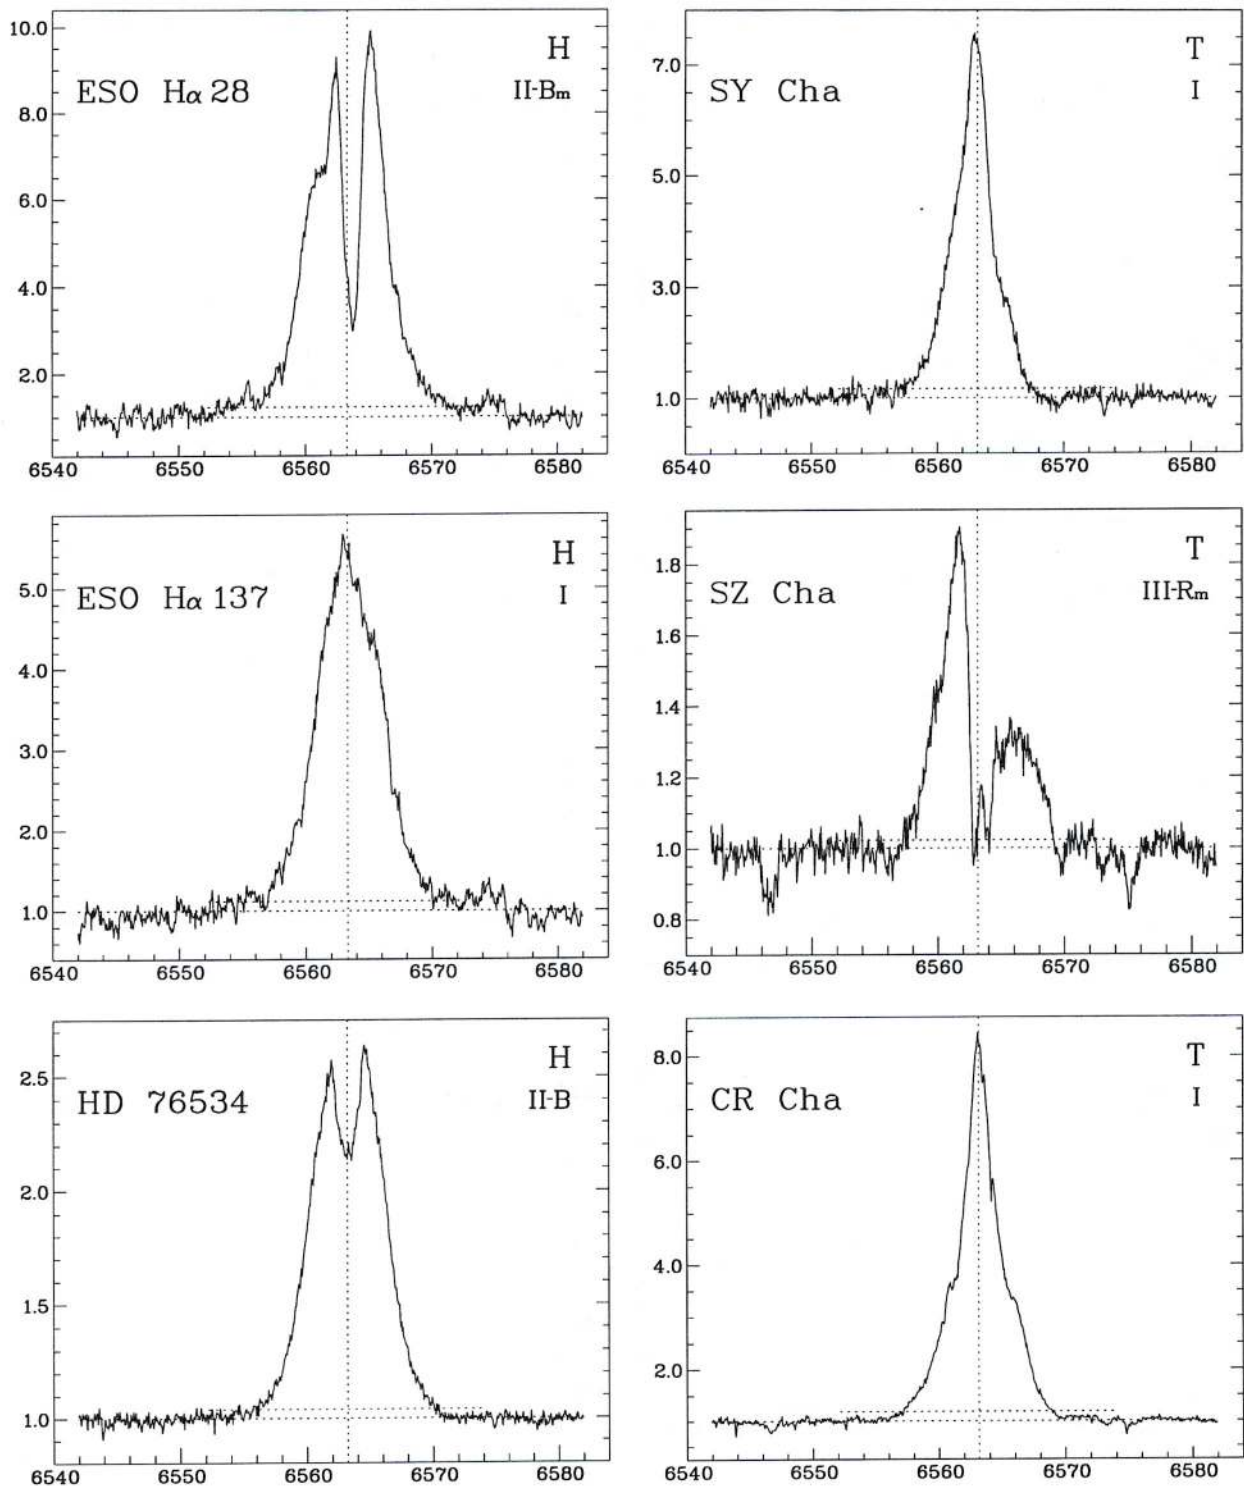 10.0
8.0
6.0
4.0
2.0
ESO Hα 28
H
II-Bm
6540 6550 6560 6570 6580
7.0
5.0
3.0
1.0
SY Cha
T
I
6540 6550 6560 6570 6580
5.0
4.0
3.0
2.0
1.0
ESO Hα 137
H
I
6540 6550 6560 6570 6580
1.8
1.6
1.4
1.2
1.0
0.8
SZ Cha
T
III-Rm
6540 6550 6560 6570 6580
2.5
2.0
1.5
1.0
HD 76534
H
II-B
6540 6550 6560 6570 6580
8.0
6.0
4.0
2.0
CR Cha
T
I
6540 6550 6560 6570 6580